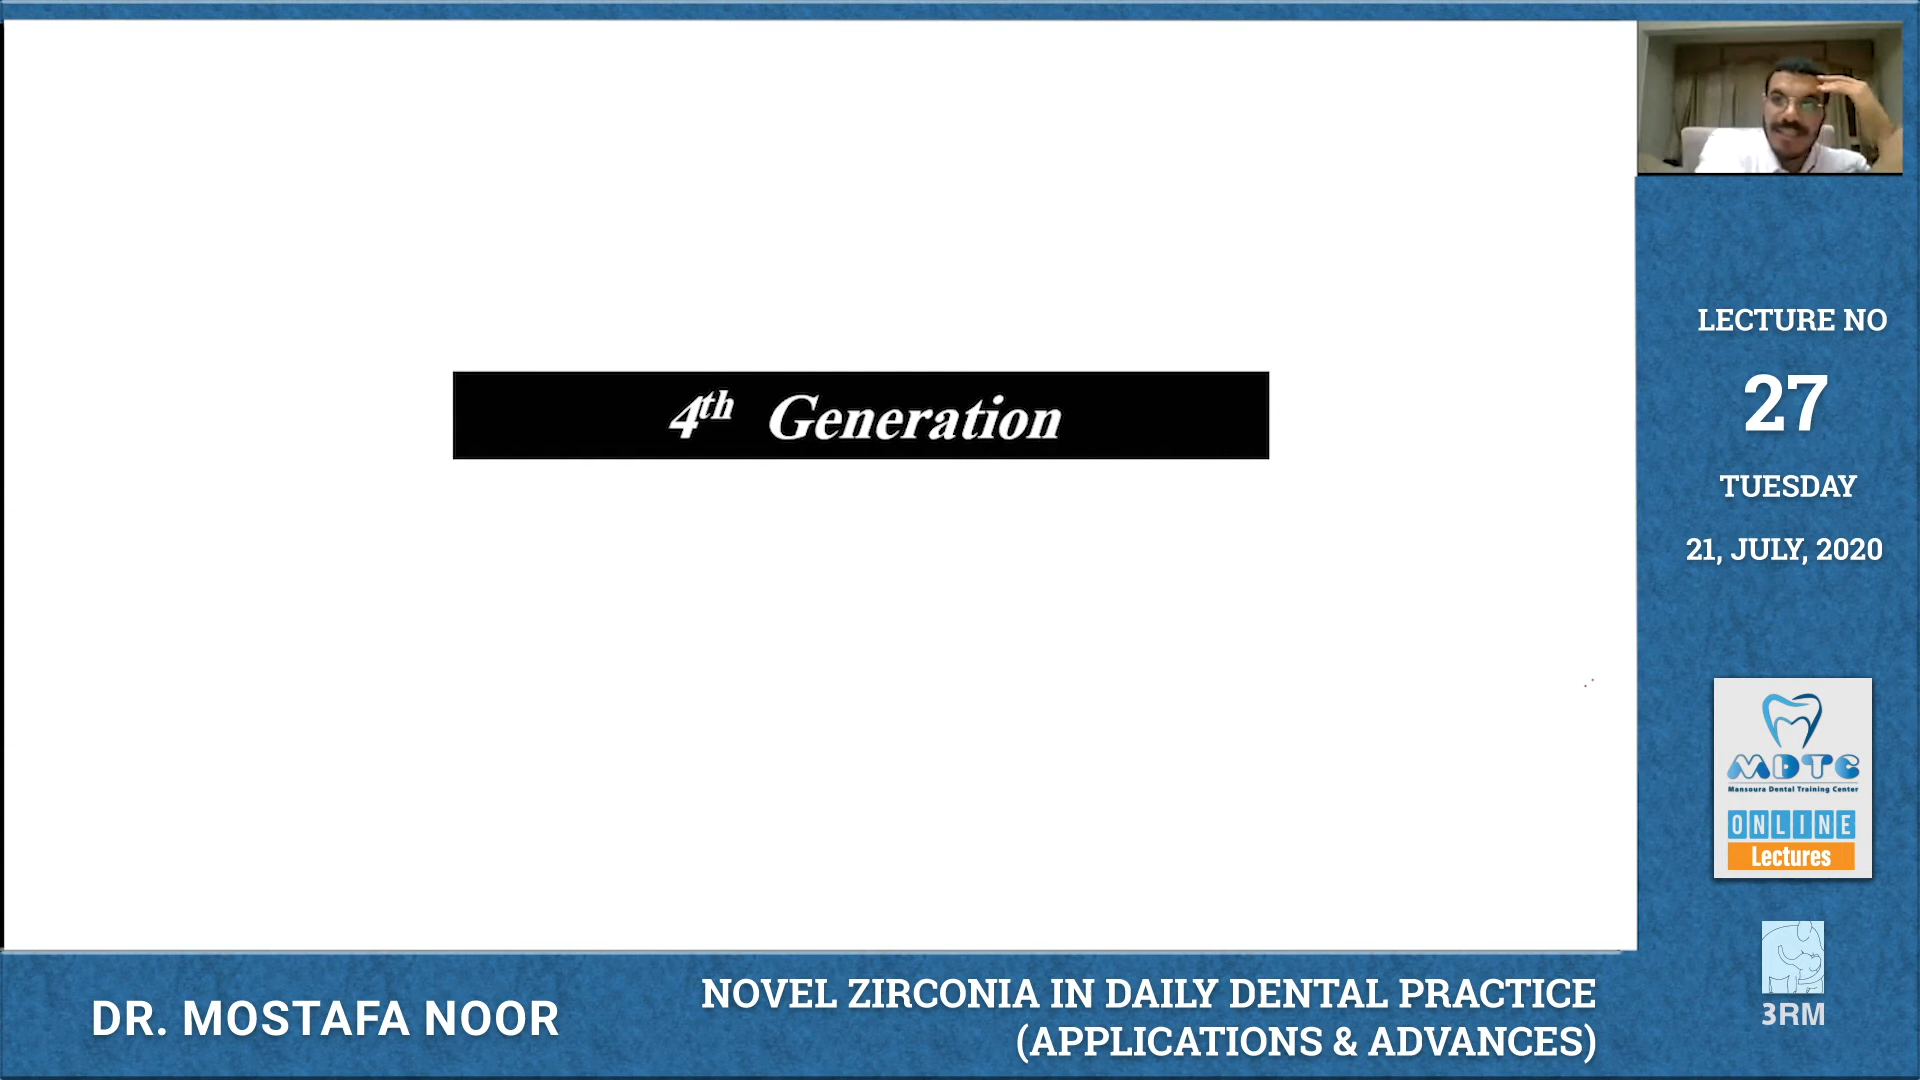 4th Generation
LECTURE NO
27
TUESDAY
21, JULY, 2020
MDTC
Mansoura Dental Training Center
ONLINE
Lectures
3RM
DR. MOSTAFA NOOR
NOVEL ZIRCONIA IN DAILY DENTAL PRACTICE
(APPLICATIONS & ADVANCES)